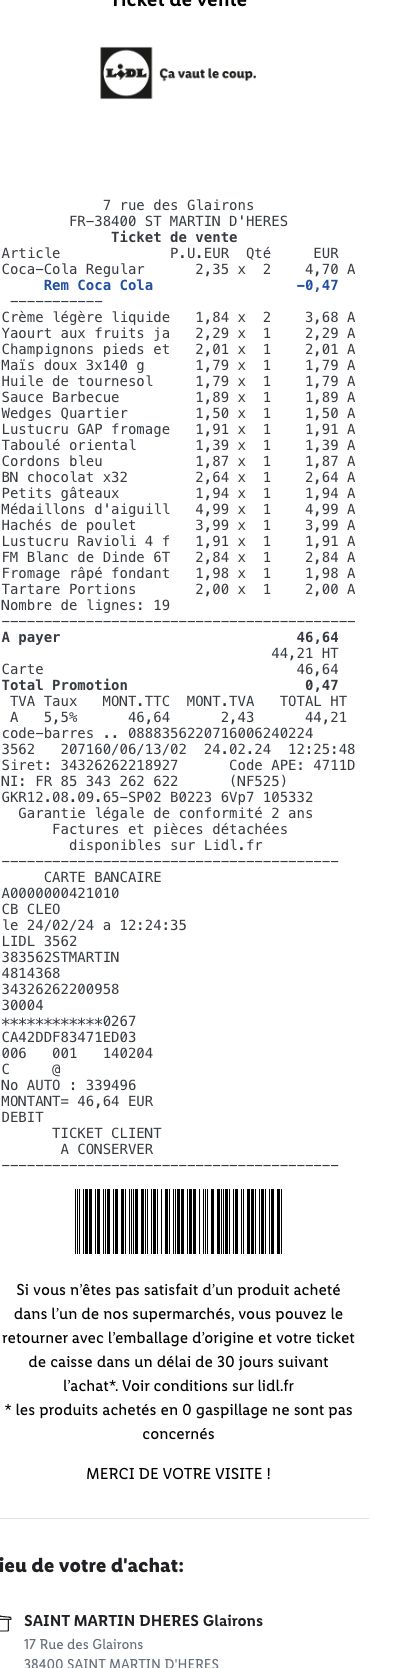 Ticket de vente
LIDL Ça vaut le coup.
7 rue des Glairons
FR-38400 ST MARTIN D'HERES
Ticket de vente
Article P.U.EUR Qté EUR
Coca-Cola Regular 2,35 x 2 4,70 A
Rem Coca Cola -0,47
-----------
Crème légère liquide 1,84 x 2 3,68 A
Yaourt aux fruits ja 2,29 x 1 2,29 A
Champignons pieds et 2,01 x 1 2,01 A
Maïs doux 3x140 g 1,79 x 1 1,79 A
Huile de tournesol 1,79 x 1 1,79 A
Sauce Barbecue 1,89 x 1 1,89 A
Wedges Quartier 1,50 x 1 1,50 A
Lustucru GAP fromage 1,91 x 1 1,91 A
Taboulé oriental 1,39 x 1 1,39 A
Cordons bleu 1,87 x 1 1,87 A
BN chocolat x32 2,64 x 1 2,64 A
Petits gâteaux 1,94 x 1 1,94 A
Médaillons d'aiguill 4,99 x 1 4,99 A
Hachés de poulet 3,99 x 1 3,99 A
Lustucru Ravioli 4 f 1,91 x 1 1,91 A
FM Blanc de Dinde 6T 2,84 x 1 2,84 A
Fromage râpé fondant 1,98 x 1 1,98 A
Tartare Portions 2,00 x 1 2,00 A
Nombre de lignes: 19
A payer 46,64
44,21 HT
Carte 46,64
Total Promotion 0,47
TVA Taux MONT.TTC MONT.TVA TOTAL HT
A 5,5% 46,64 2,43 44,21
code-barres .. 0888356220716006240224
3562 207160/06/13/02 24.02.24 12:25:48
Siret: 34326262218927 Code APE: 4711D
NI: FR 85 343 262 622 (NF525)
GKR12.08.09.65-SP02 B0223 6Vp7 105332
Garantie légale de conformité 2 ans
Factures et pièces détachées
disponibles sur Lidl.fr
CARTE BANCAIRE
A0000000421010
CB CLEO
le 24/02/24 a 12:24:35
LIDL 3562
383562STMARTIN
4814368
34326262200958
30004
************0267
CA42DDF83471ED03
006 001 140204
C @
No AUTO : 339496
MONTANT= 46,64 EUR
DEBIT
TICKET CLIENT
A CONSERVER
Si vous n'êtes pas satisfait d'un produit acheté
dans l'un de nos supermarchés, vous pouvez le
retourner avec l'emballage d'origine et votre ticket
de caisse dans un délai de 30 jours suivant
l'achat*. Voir conditions sur lidl.fr
* les produits achetés en 0 gaspillage ne sont pas
concernés
MERCI DE VOTRE VISITE !
ieu de votre d'achat:
SAINT MARTIN DHERES Glairons
17 Rue des Glairons
38400 SAINT MARTIN D'HERES